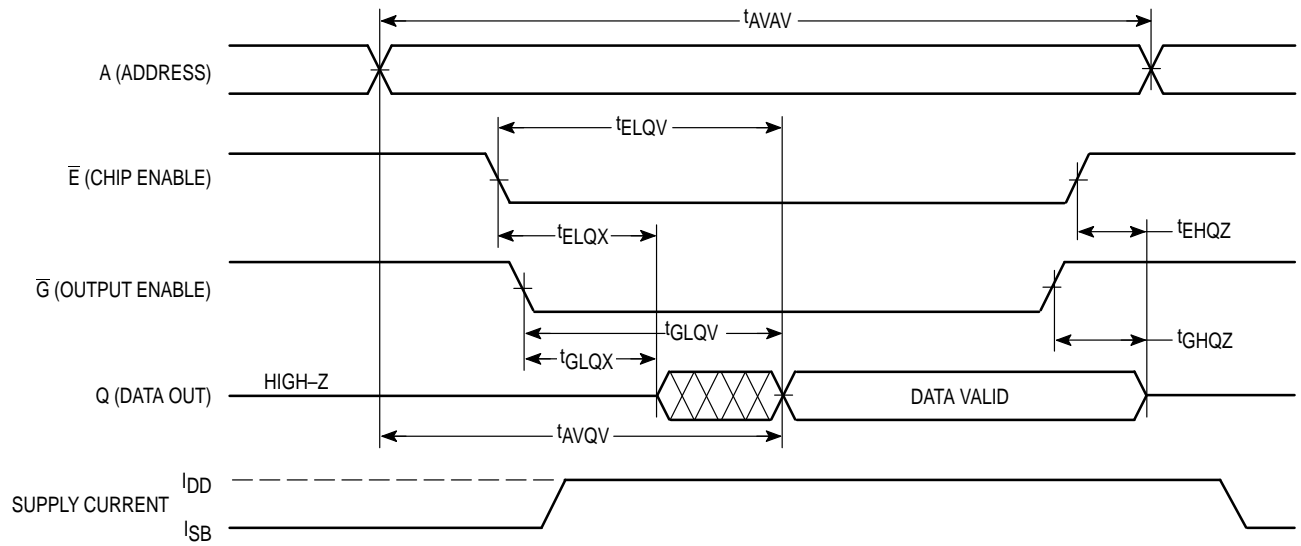 tAVAV
A (ADDRESS)
tELQV
E̅ (CHIP ENABLE)
tELQX
tEHQZ
G̅ (OUTPUT ENABLE)
tGLQV
tGHQZ
tGLQX
HIGH–Z
Q (DATA OUT)
DATA VALID
tAVQV
IDD
SUPPLY CURRENT
ISB